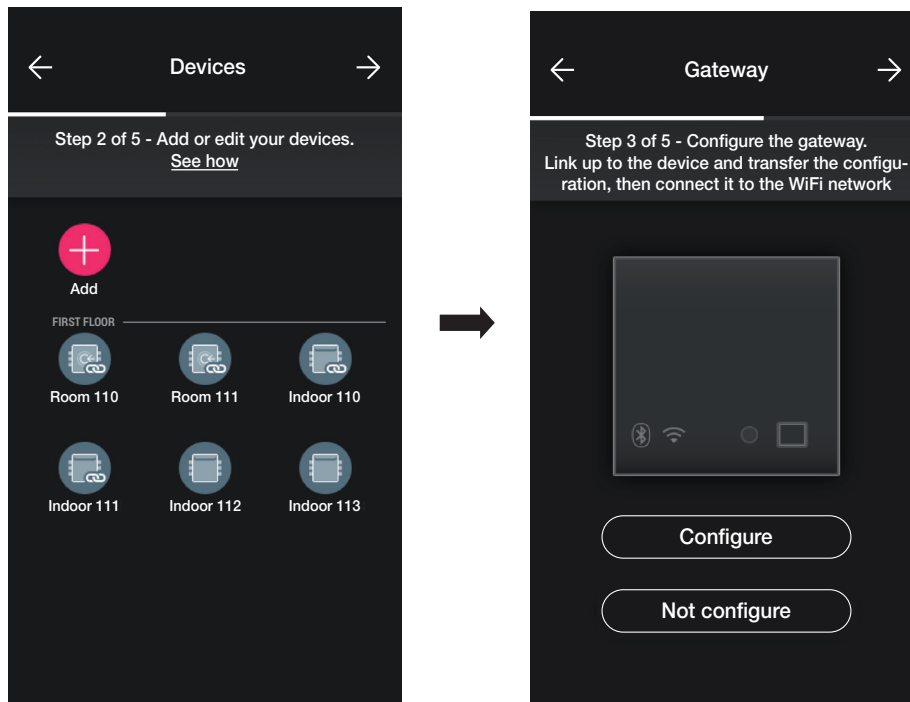 Devices
Step 2 of 5 - Add or edit your devices.
See how
Add
FIRST FLOOR
Room 110
Room 111
Indoor 110
Indoor 111
Indoor 112
Indoor 113
Gateway
Step 3 of 5 - Configure the gateway.
Link up to the device and transfer the configu-
ration, then connect it to the WiFi network
Configure
Not configure